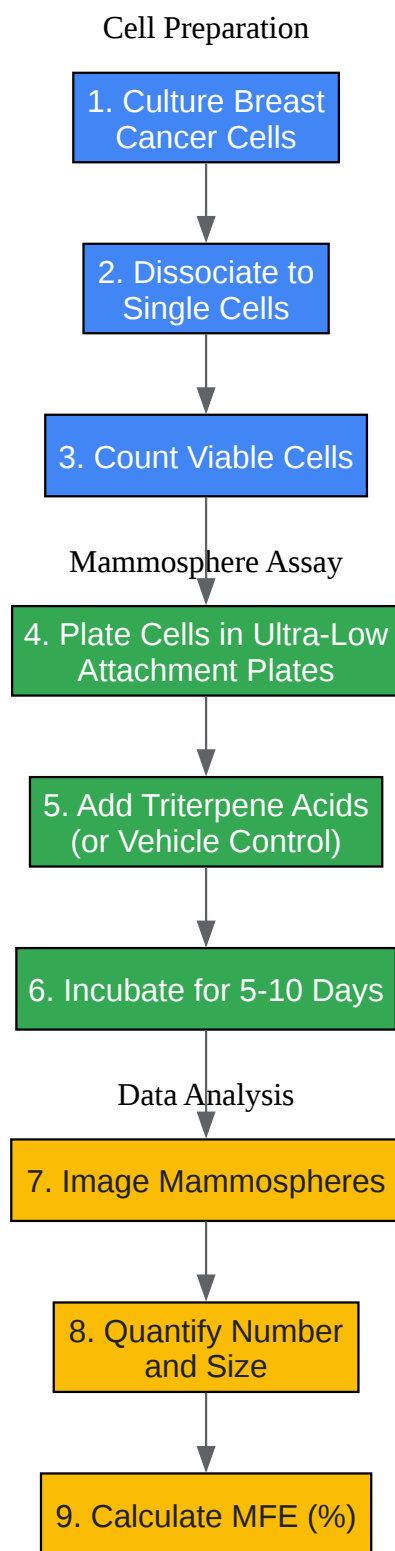 Cell Preparation
1. Culture Breast
Cancer Cells
2. Dissociate to
Single Cells
3. Count Viable Cells
Mammosphere Assay
4. Plate Cells in Ultra-Low
Attachment Plates
5. Add Triterpene Acids
(or Vehicle Control)
6. Incubate for 5-10 Days
Data Analysis
7. Image Mammospheres
8. Quantify Number
and Size
9. Calculate MFE (%)